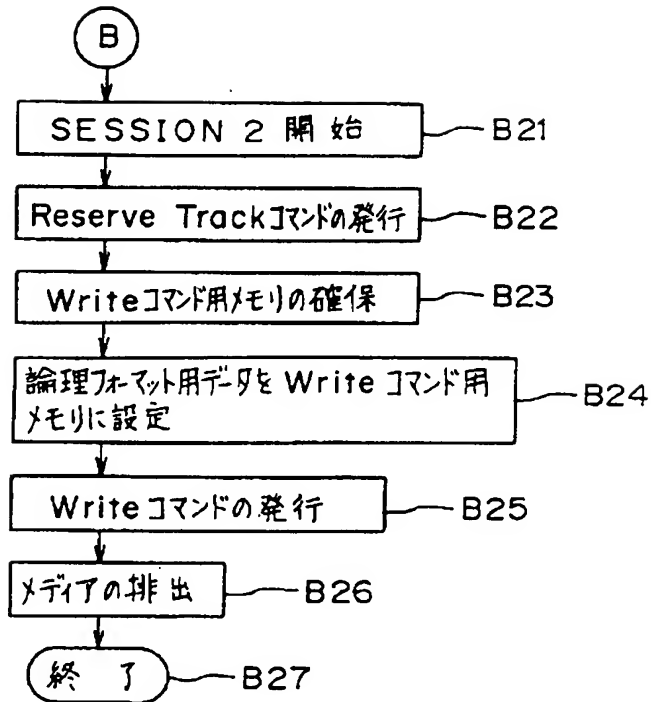 B
SESSION 2 開始 B21
Reserve Trackコマンドの発行 B22
Writeコマンド用メモリの確保 B23
論理フォーマット用データを Write コマンド用
メモリに設定 B24
Writeコマンドの発行 B25
メディアの排出 B26
終了 B27